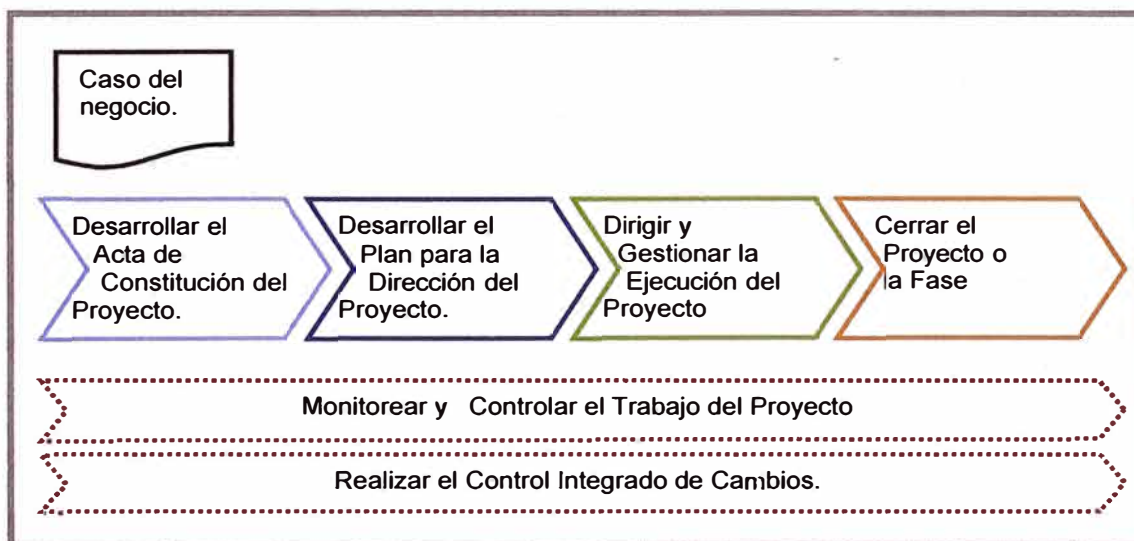 Caso del
negocio.
Desarrollar el
Acta de
Constitución del
Proyecto.
Desarrollar el
Plan para la
Dirección del
Proyecto.
Dirigir y
Gestionar la
Ejecución del
Proyecto
Cerrar el
Proyecto o
la Fase
Monitorear y Controlar el Trabajo del Proyecto
Realizar el Control Integrado de Cambios.